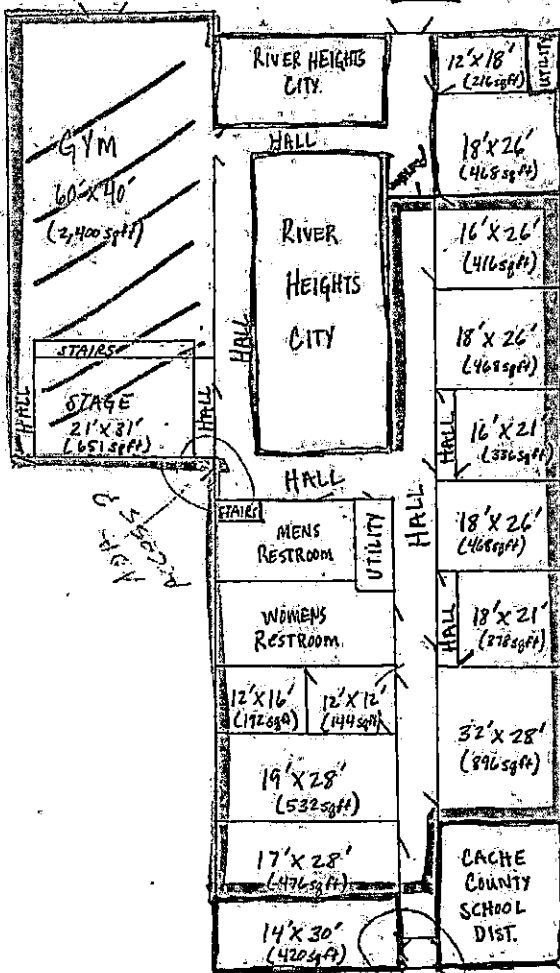 RIVER HEIGHTS
CITY
12'X18'
(216sqft)
UTILITY
GYM
60'X40'
(2,400sqft)
HALL
18'X26'
(468sqft)
RIVER
HEIGHTS
CITY
16'X26'
(416sqft)
HALL
18'X26'
(468sqft)
STAIRS
STAGE
21'X31'
(651sqft)
HALL
HALL
HALL
16'X21'
(336sqft)
HALL
HALL
18'X26'
(468sqft)
STAIRS
MENS
RESTROOM
UTILITY
ADA
ACCESS ?
WOMENS
RESTROOM
HALL
18'X21'
(378sqft)
12'X16'
(192sqft)
12'X12'
(144sqft)
32'X28'
(896sqft)
19'X28'
(532sqft)
17'X28'
(476sqft)
CACHE
COUNTY
SCHOOL
DIST.
14'X30'
(420sqft)